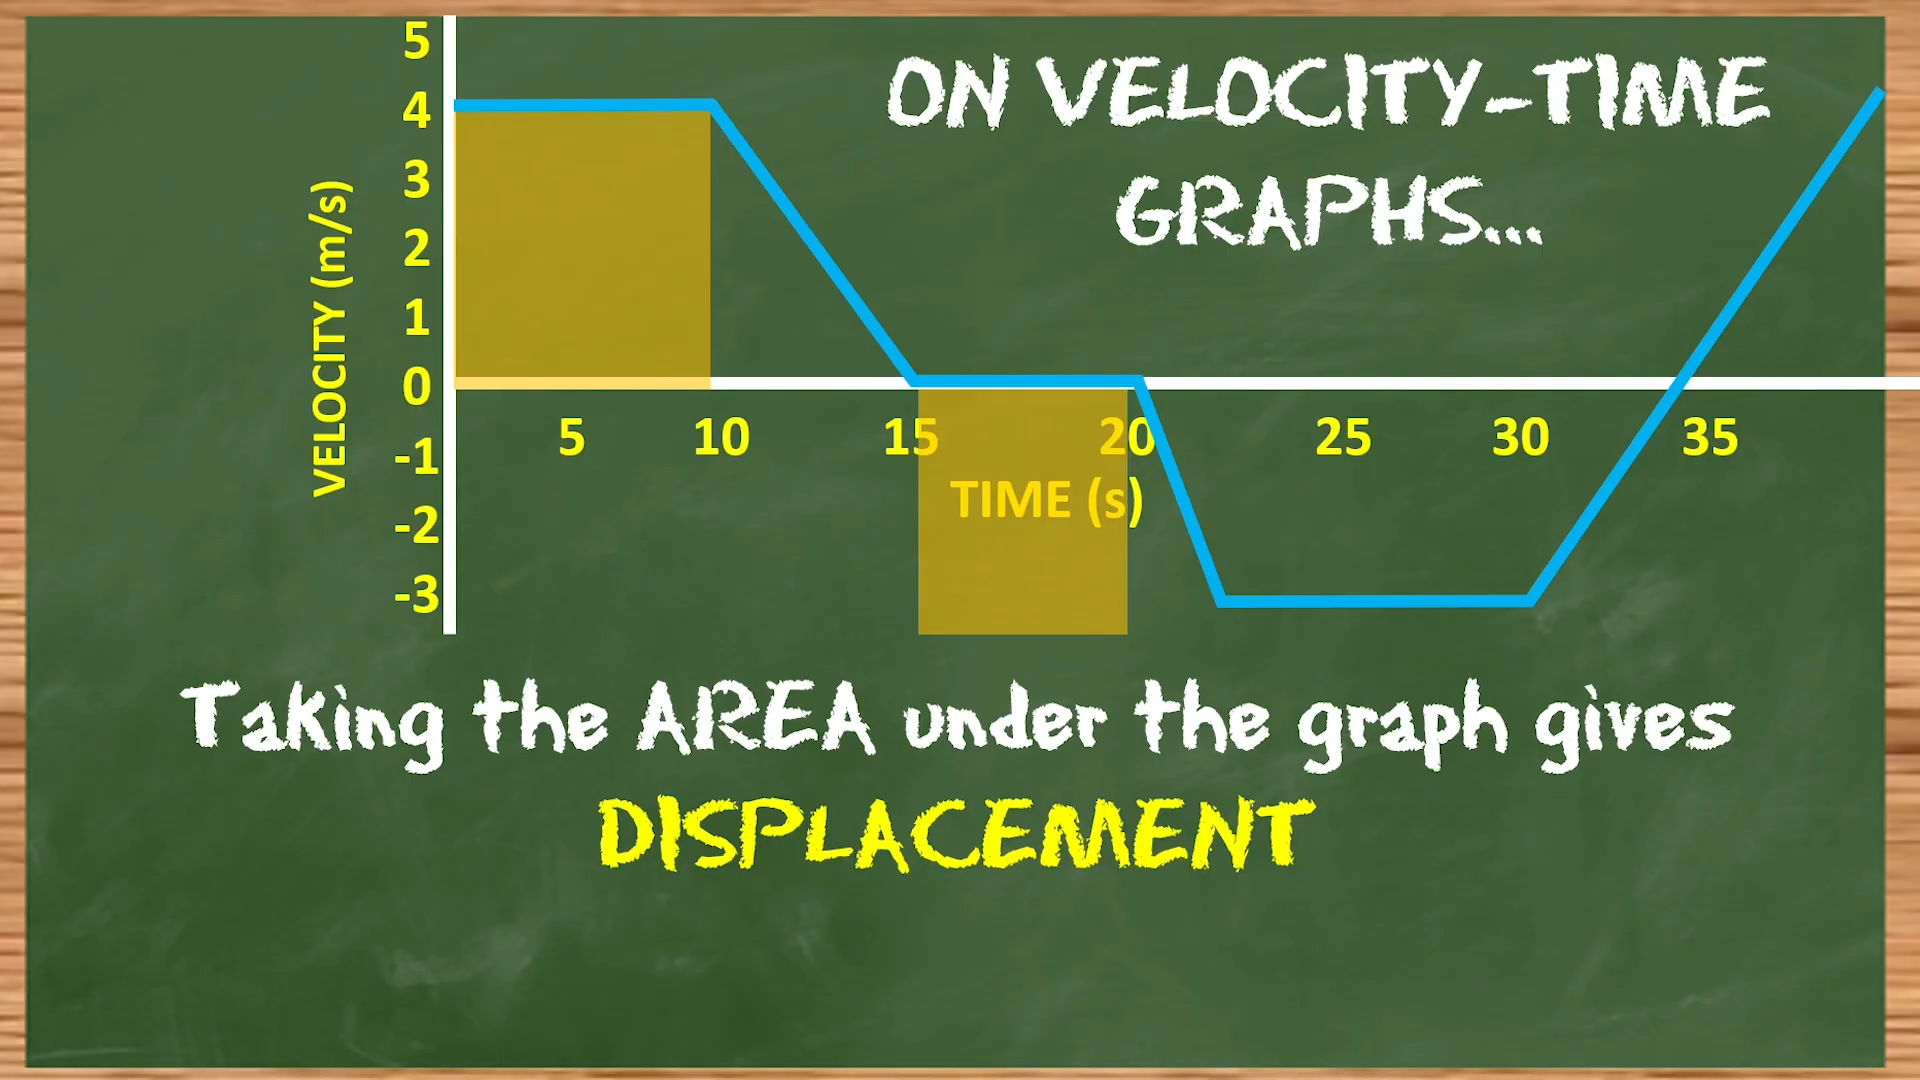 ON VELOCITY-TIME
GRAPHS...
5
4
3
2
1
0
-1
-2
-3
VELOCITY (m/s)
5 10 15 20 25 30 35
TIME (s)
Taking the AREA under the graph gives
DISPLACEMENT